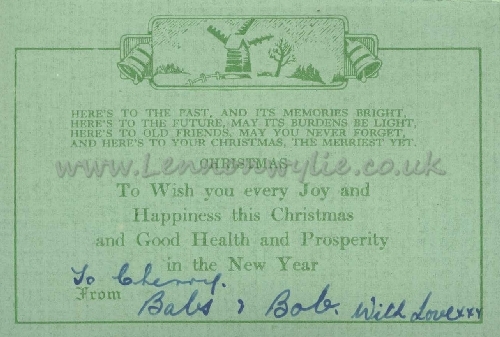 HERE'S TO THE PAST, AND ITS MEMORIES BRIGHT,
HERE'S TO THE FUTURE, MAY ITS BURDENS BE LIGHT,
HERE'S TO OLD FRIENDS, MAY YOU NEVER FORGET,
AND HERE'S TO YOUR CHRISTMAS, THE MERRIEST YET.
www.Lennonwylie.co.uk
CHRISTMAS
To Wish you every Joy and
Happiness this Christmas
and Good Health and Prosperity
in the New Year
To Cherry.
From Babs & Bob. With Love xxx